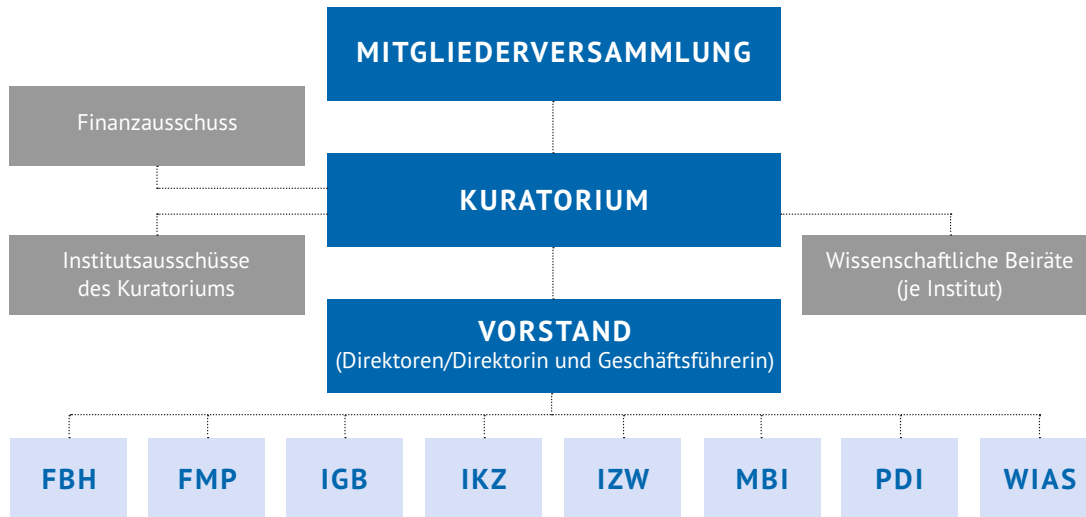 MITGLIEDERVERSAMMLUNG
Finanzausschuss
KURATORIUM
Institutsausschüsse
des Kuratoriums
Wissenschaftliche Beiräte
(je Institut)
VORSTAND
(Direktoren/Direktorin und Geschäftsführerin)
FBH
FMP
IGB
IKZ
IZW
MBI
PDI
WIAS